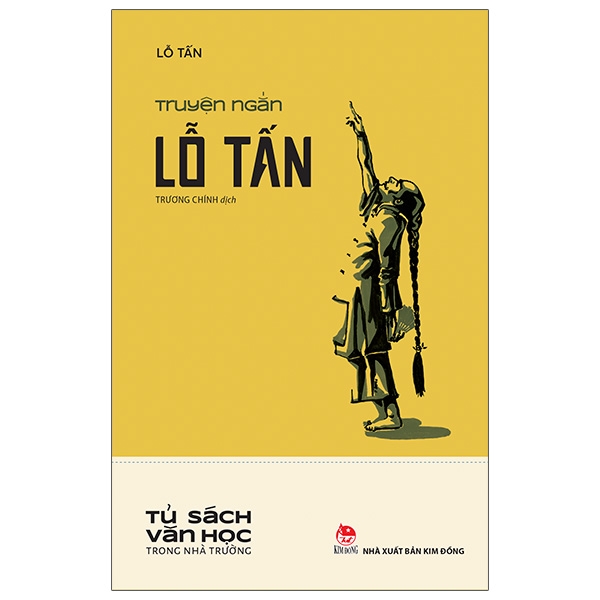 LỖ TẤN
Truyện ngắn
LỖ TẤN
TRƯƠNG CHÍNH dịch
TỦ SÁCH
VĂN HỌC
TRONG NHÀ TRƯỜNG
KIM ĐỒNG
NHÀ XUẤT BẢN KIM ĐỒNG